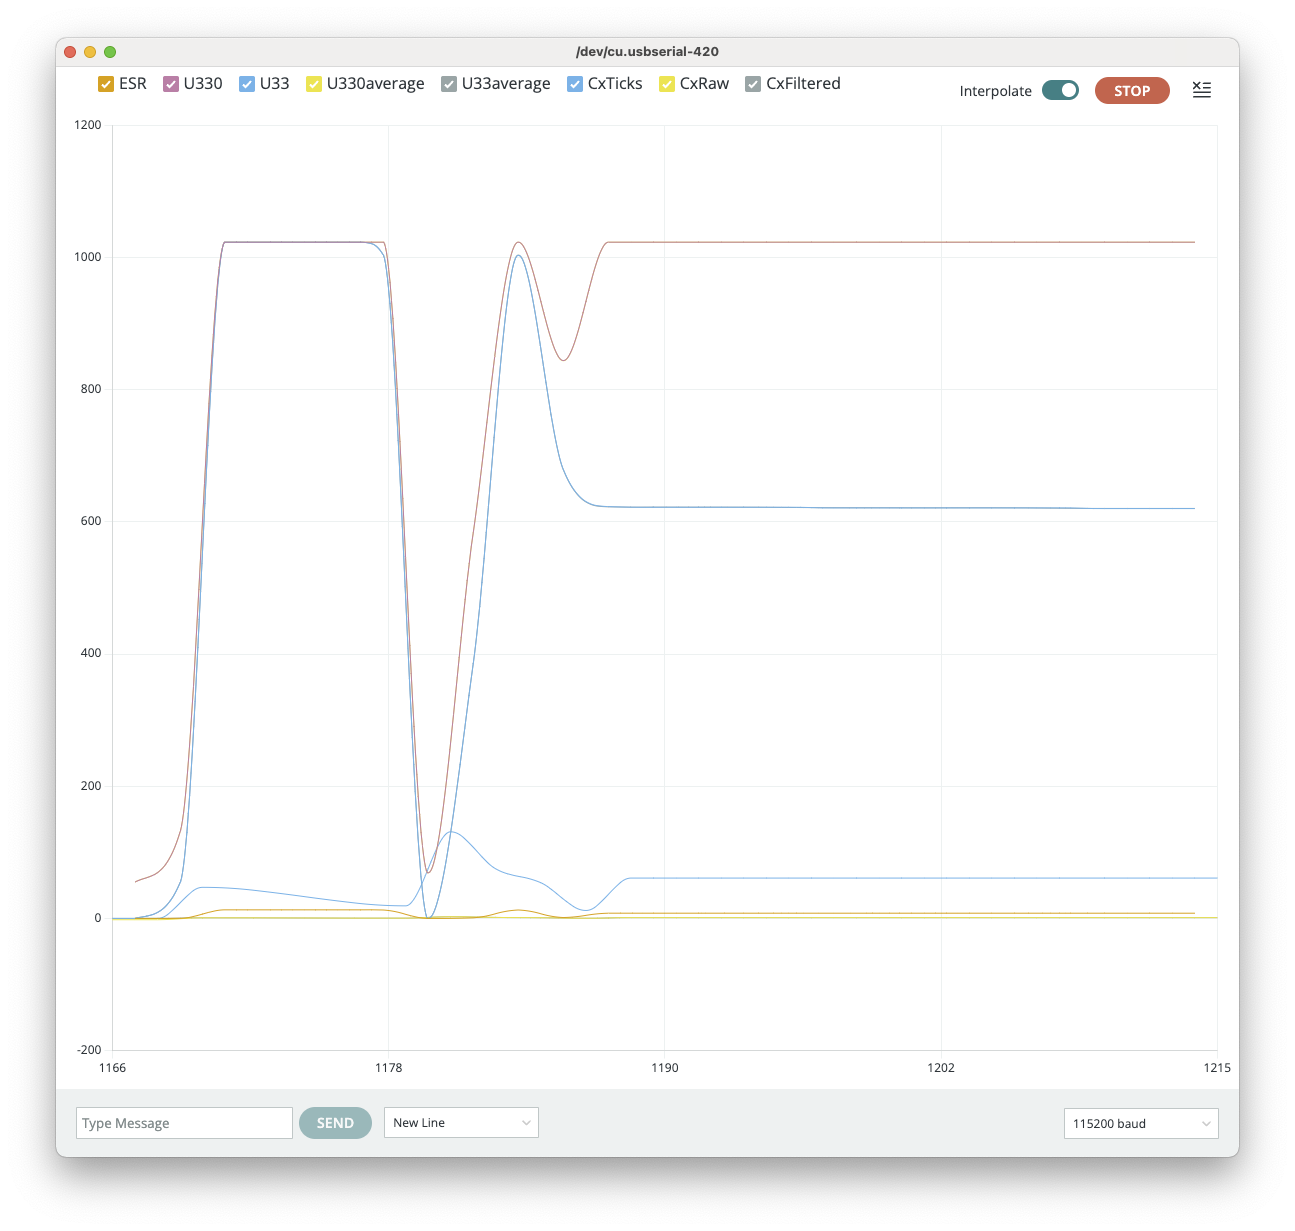 /dev/cu.usbserial-420
ESR U330 U33 U330average U33average CxTicks CxRaw CxFiltered
Interpolate STOP
1200
1000
800
600
400
200
0
-200
1166 1178 1190 1202 1215
Type Message SEND New Line 115200 baud